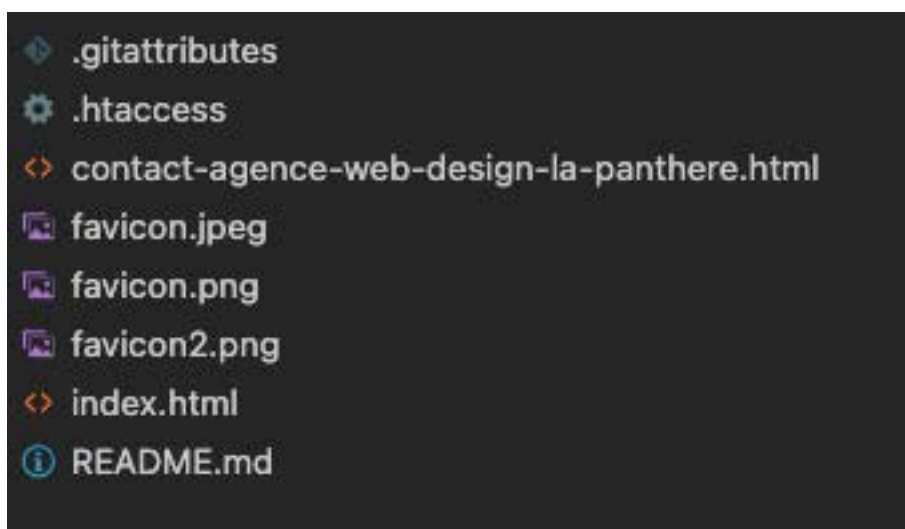 .gitattributes
.htaccess
contact-agence-web-design-la-panthere.html
favicon.jpeg
favicon.png
favicon2.png
index.html
README.md